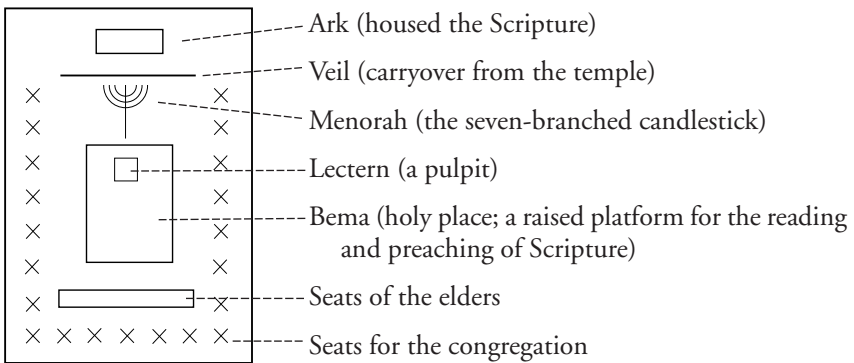 Ark (housed the Scripture)
Veil (carryover from the temple)
Menorah (the seven-branched candlestick)
Lectern (a pulpit)
Bema (holy place; a raised platform for the reading
and preaching of Scripture)
Seats of the elders
Seats for the congregation